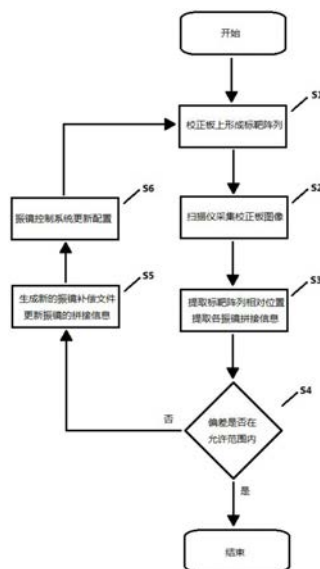 开始
S1
校正板上形成标靶阵列
S2
扫描仪采集校正板图像
S3
提取标靶阵列相对位置
提取各振镜拼接信息
S4
偏差是否在
允许范围内
否
是
S5
生成新的振镜补偿文件
更新振镜的拼接信息
S6
振镜控制系统更新配置
结束